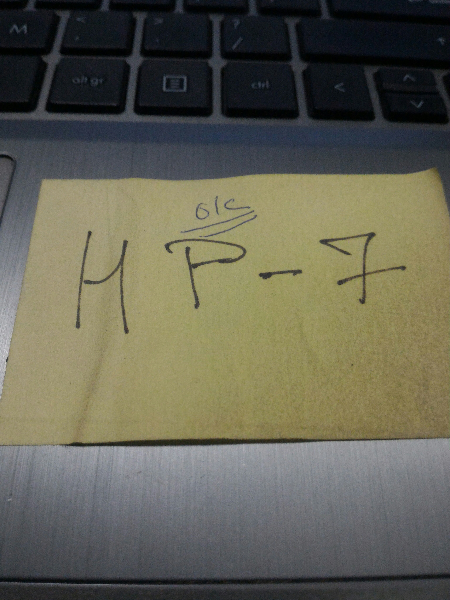 M < > ?
; : /
alt gr ctrl <
o/c
HP-7